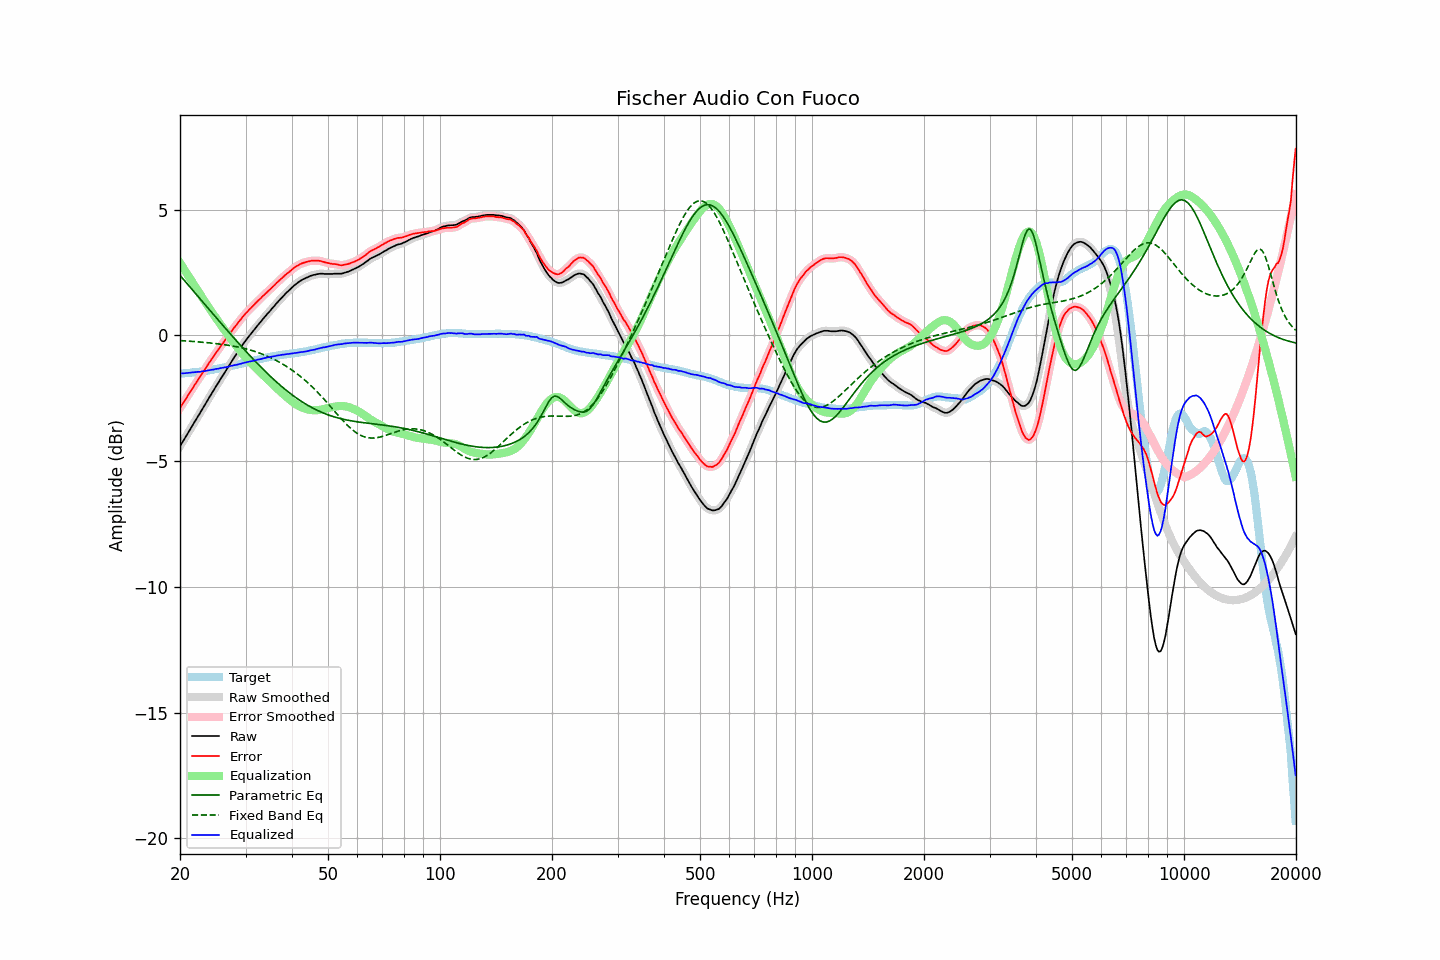 Fischer Audio Con Fuoco
Amplitude (dBr)
5
0
−5
−10
−15
−20
Target
Raw Smoothed
Error Smoothed
Raw
Error
Equalization
Parametric Eq
Fixed Band Eq
Equalized
20 50 100 200 500 1000 2000 5000 10000 20000
Frequency (Hz)